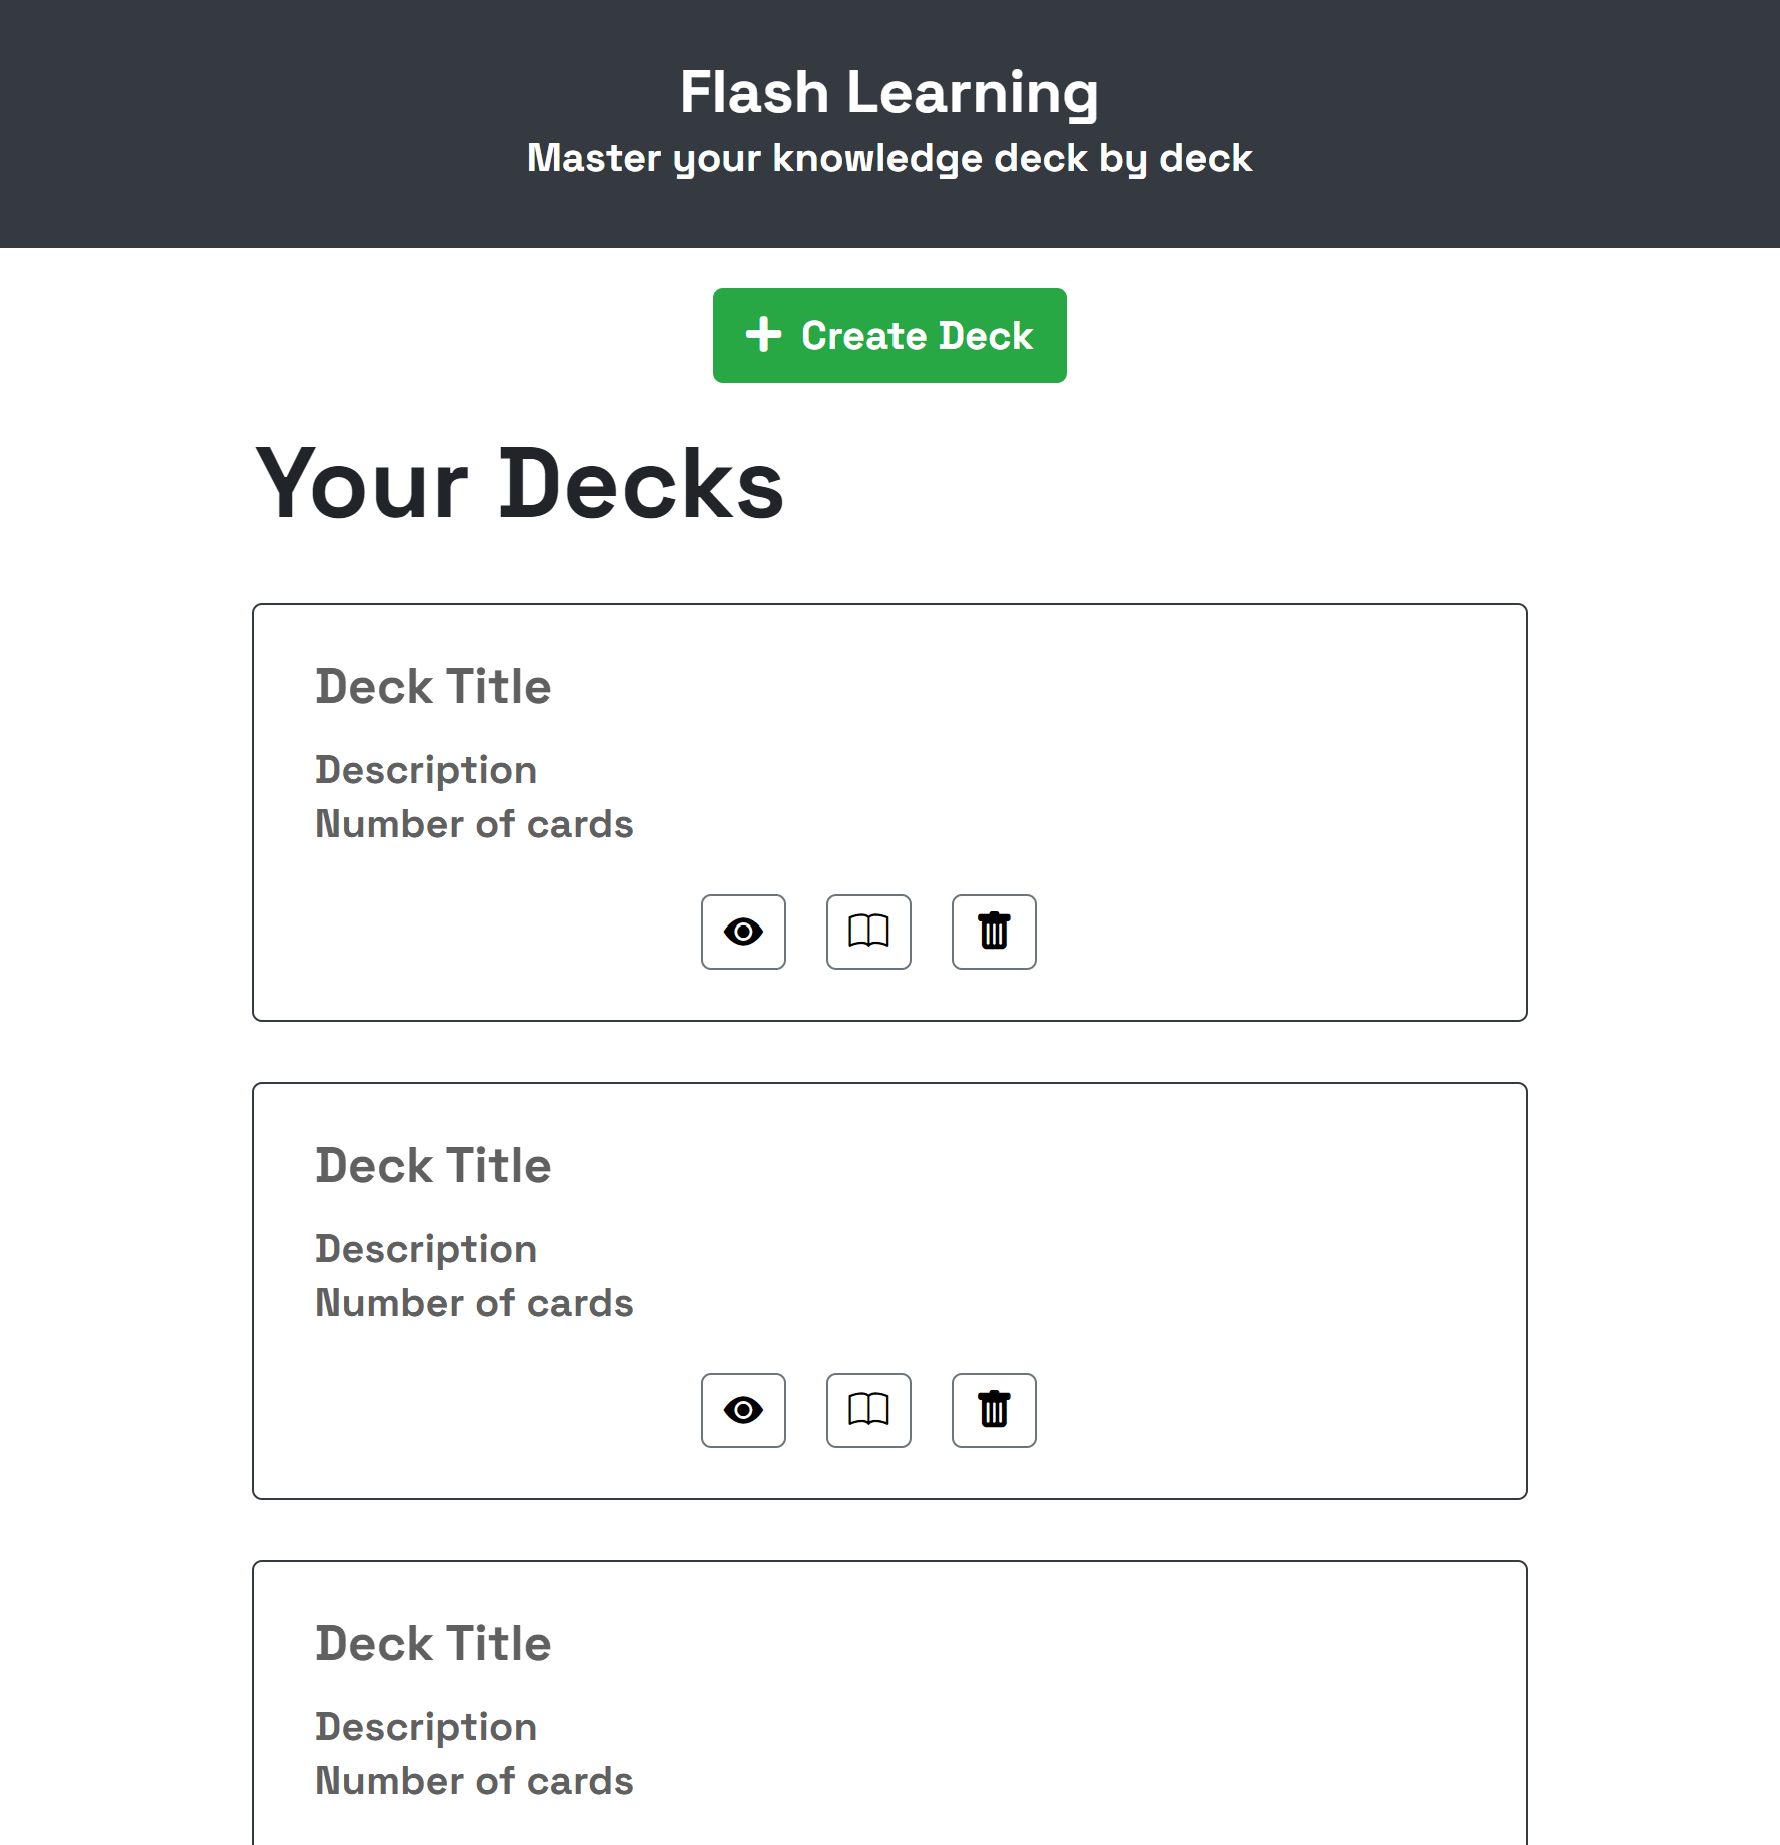 Flash Learning
Master your knowledge deck by deck
Create Deck
Your Decks
Deck Title
Description
Number of cards
Deck Title
Description
Number of cards
Deck Title
Description
Number of cards